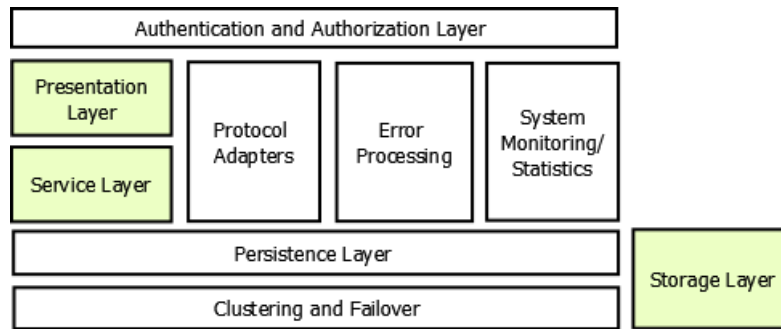 Authentication and Authorization Layer
Presentation
Layer
Protocol
Adapters
Error
Processing
System
Monitoring/
Statistics
Service Layer
Persistence Layer
Storage Layer
Clustering and Failover